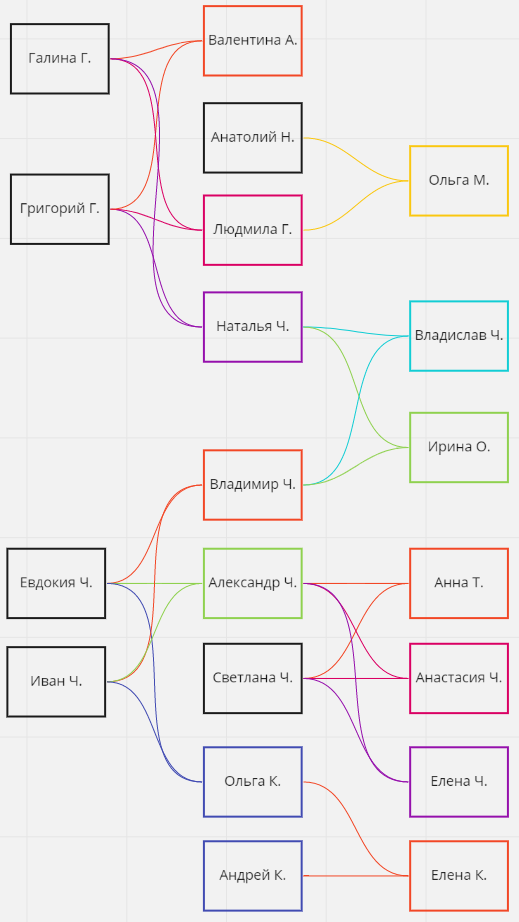 Галина Г.
Григорий Г.
Евдокия Ч.
Иван Ч.
Валентина А.
Анатолий Н.
Людмила Г.
Наталья Ч.
Владимир Ч.
Александр Ч.
Светлана Ч.
Ольга К.
Андрей К.
Ольга М.
Владислав Ч.
Ирина О.
Анна Т.
Анастасия Ч.
Елена Ч.
Елена К.